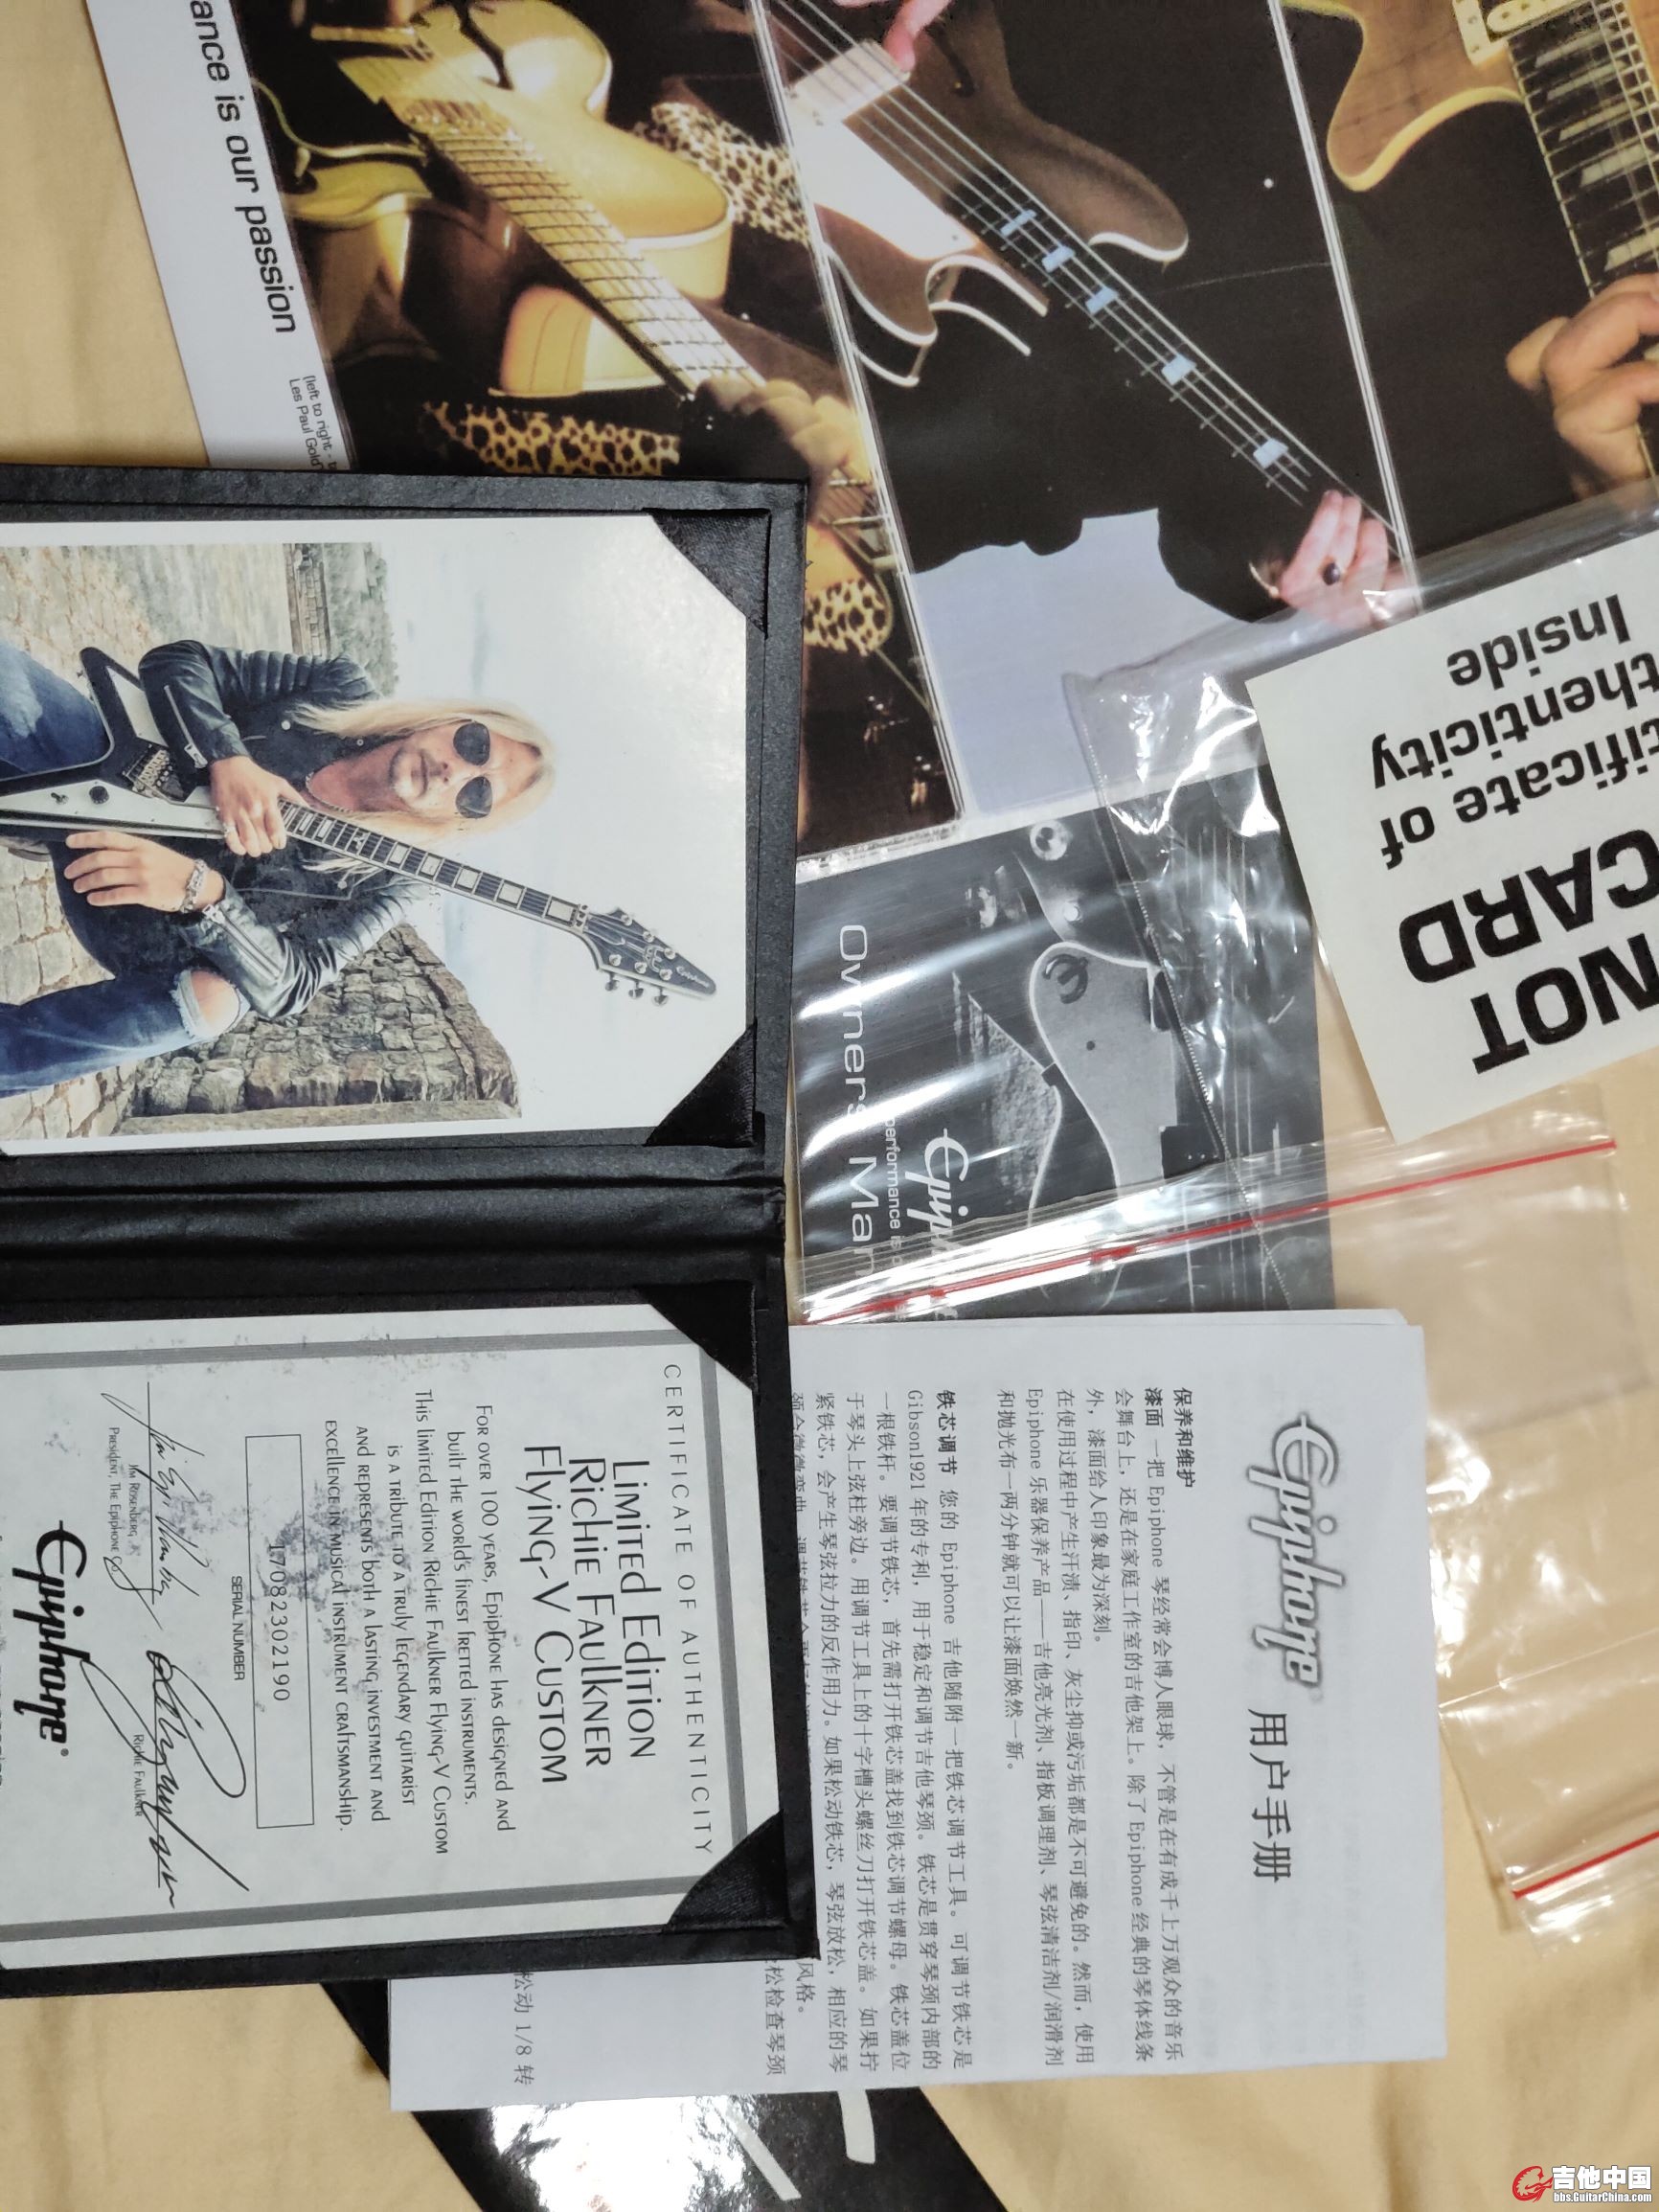 ance is our passion
(left to right -
Les Paul Gold
tificate of
thenticity
Inside
NOT
CARD
Owners Man
performance is
Epiphone
CERTIFICATE OF AUTHENTICITY
Limited Edition
Richie Faulkner
Flying-V Custom
For over 100 years, Epiphone has designed and
built the world's finest fretted instruments.
This Limited Edition Richie Faulkner Flying-V Custom
is a tribute to a truly legendary guitarist
and represents both a lasting investment and
excellence in musical instrument craftsmanship.
17082302190
SERIAL NUMBER
Jim Rosenberg
President, The Epiphone Co
Richie Faulkner
Epiphone
Epiphone 用户手册
保养和维护
漆面 一把 Epiphone 琴经常会博人眼球，不管是在有成千上万观众的音乐
会舞台上，还是在家庭工作室的吉他架上。除了 Epiphone 经典的琴体线条
外，漆面给人印象最为深刻。
在使用过程中产生汗渍、指印、灰尘抑或污垢都是不可避免的。然而，使用
Epiphone 乐器保养产品——吉他亮光剂、指板调理剂、琴弦清洁剂/润滑剂
和抛光布一两分钟就可以让漆面焕然一新。
铁芯调节 您的 Epiphone 吉他随附一把铁芯调节工具。可调节铁芯是
Gibson1921 年的专利，用于稳定和调节吉他琴颈。铁芯是贯穿琴颈内部的
一根铁杆。要调节铁芯，首先需打开铁芯盖找到铁芯调节螺母。铁芯盖位
于琴头上弦柱旁边。用调节工具上的十字槽头螺丝刀打开铁芯盖。如果拧
紧铁芯，会产生琴弦拉力的反作用力。如果松动铁芯，琴弦放松，相应的琴
风格。
松检查琴颈
松动 1/8 转
吉他中国
bbs.GuitarChina.com